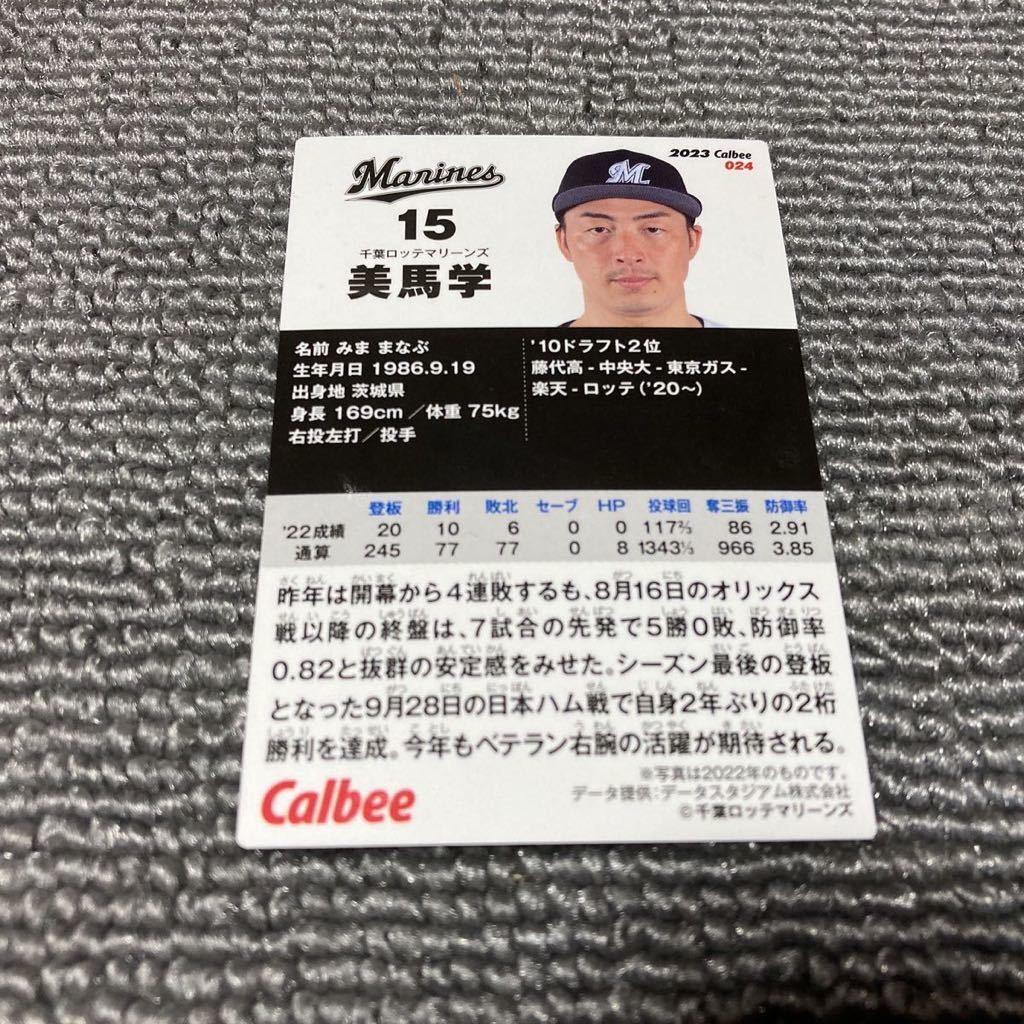 Marines
2023 Calbee
024
15
千葉ロッテマリーンズ
美馬学
M
名前 みま まなぶ
生年月日 1986.9.19
出身地 茨城県
身長 169cm／体重 75kg
右投左打／投手
'10ドラフト2位
藤代高 - 中央大 - 東京ガス -
楽天 - ロッテ（'20〜）
登板 勝利 敗北 セーブ HP 投球回 奪三振 防御率
'22成績 20 10 6 0 0 117⅔ 86 2.91
通算 245 77 77 0 8 1343⅓ 966 3.85
昨年は開幕から4連敗するも、8月16日のオリックス
戦以降の終盤は、7試合の先発で5勝0敗、防御率
0.82と抜群の安定感をみせた。シーズン最後の登板
となった9月28日の日本ハム戦で自身2年ぶりの2桁
勝利を達成。今年もベテラン右腕の活躍が期待される。
※写真は2022年のものです。
データ提供：データスタジアム株式会社
©千葉ロッテマリーンズ
Calbee